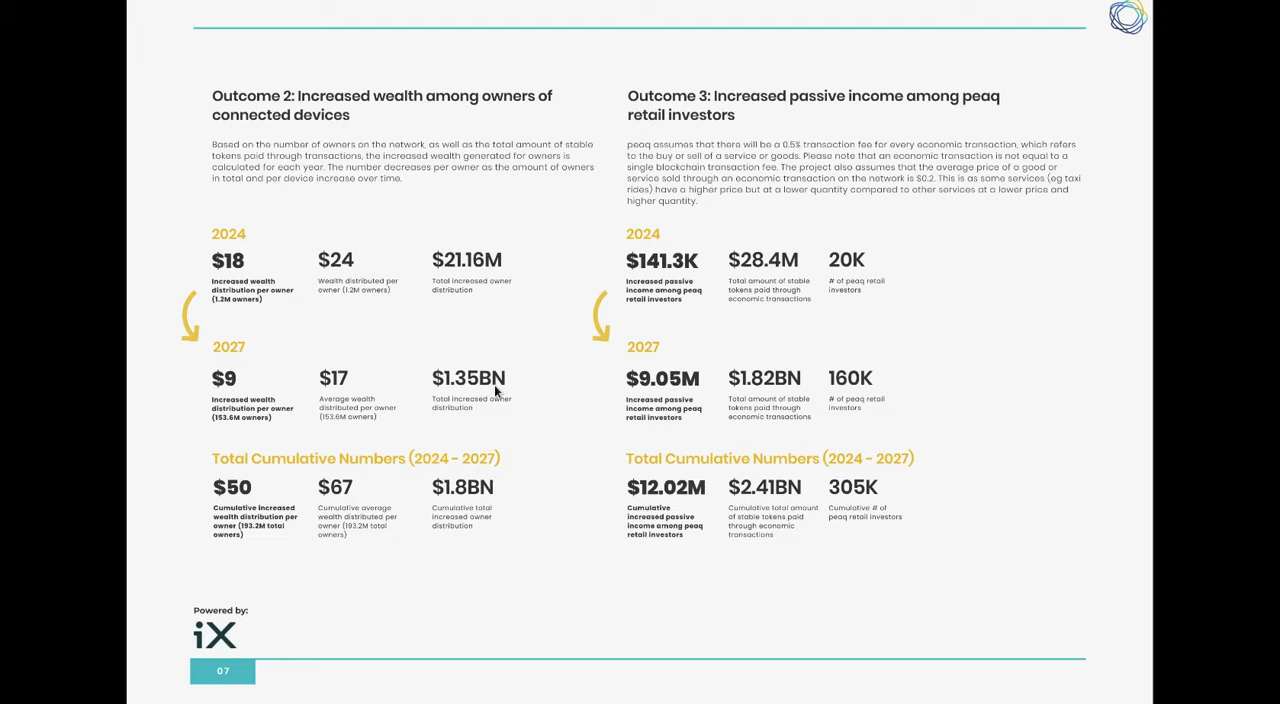 Outcome 2: Increased wealth among owners of
connected devices
Based on the number of owners on the network, as well as the total amount of stable
tokens paid through transactions, the increased wealth generated for owners is
calculated for each year. The number decreases per owner as the amount of owners
in total and per device increase over time.
2024
$18
Increased wealth
distribution per owner
(1.2M owners)
$24
Wealth distributed per
owner (1.2M owners)
$21.16M
Total increased owner
distribution
2027
$9
Increased wealth
distribution per owner
(153.6M owners)
$17
Average wealth
distributed per owner
(153.6M owners)
$1.35BN
Total increased owner
distribution
Total Cumulative Numbers (2024 - 2027)
$50
Cumulative increased
wealth distribution per
owner (193.2M total
owners)
$67
Cumulative average
wealth distributed per
owner (193.2M total
owners)
$1.8BN
Cumulative total
increased owner
distribution
Outcome 3: Increased passive income among peaq
retail investors
peaq assumes that there will be a 0.5% transaction fee for every economic transaction, which refers
to the buy or sell of a service or goods. Please note that an economic transaction is not equal to a
single blockchain transaction fee. The project also assumes that the average price of a good or
service sold through an economic transaction on the network is $0.2. This is as some services (eg taxi
rides) have a higher price but at a lower quantity compared to other services at a lower price and
higher quantity.
2024
$141.3K
Increased passive
income among peaq
retail investors
$28.4M
Total amount of stable
tokens paid through
economic transactions
20K
# of peaq retail
investors
2027
$9.05M
Increased passive
income among peaq
retail investors
$1.82BN
Total amount of stable
tokens paid through
economic transactions
160K
# of peaq retail
investors
Total Cumulative Numbers (2024 - 2027)
$12.02M
Cumulative
increased passive
income among peaq
retail investors
$2.41BN
Cumulative total amount
of stable tokens paid
through economic
transactions
305K
Cumulative # of
peaq retail investors
Powered by:
iX
07